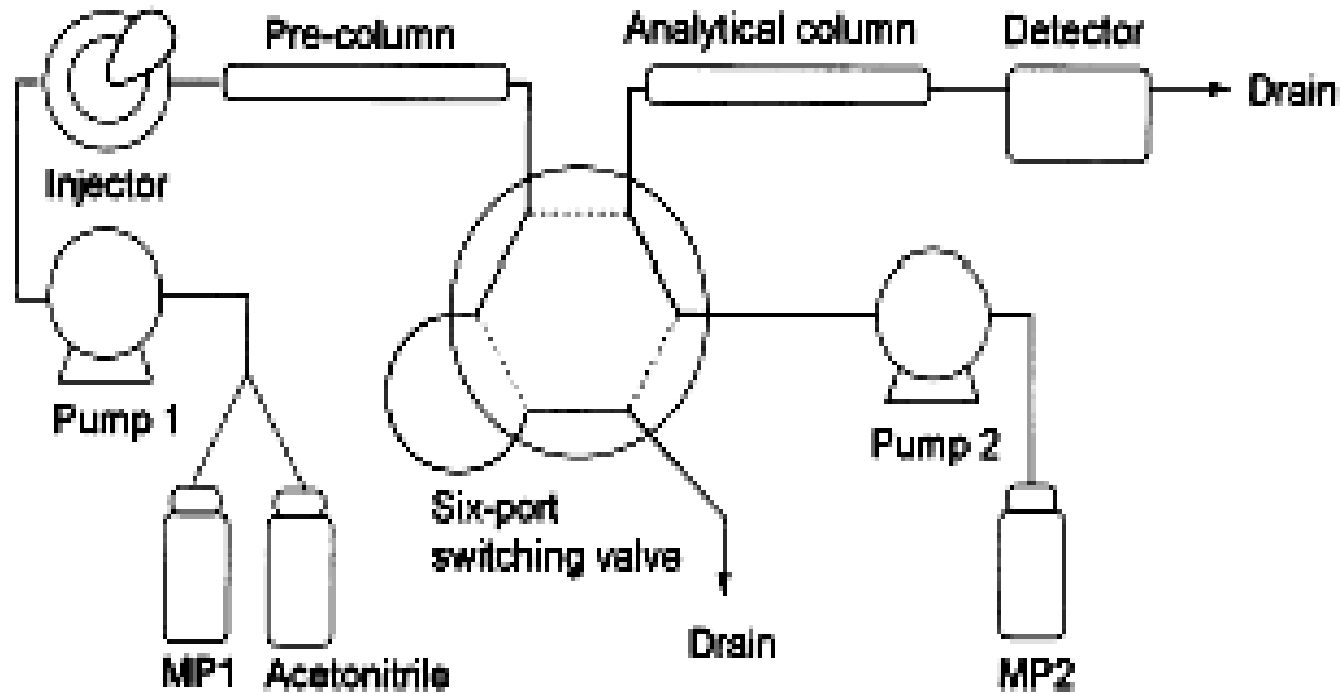 Pre-column
Analytical column
Detector
Drain
Injector
Pump 1
Pump 2
Six-port
switching valve
Drain
MP1
Acetonitrile
MP2